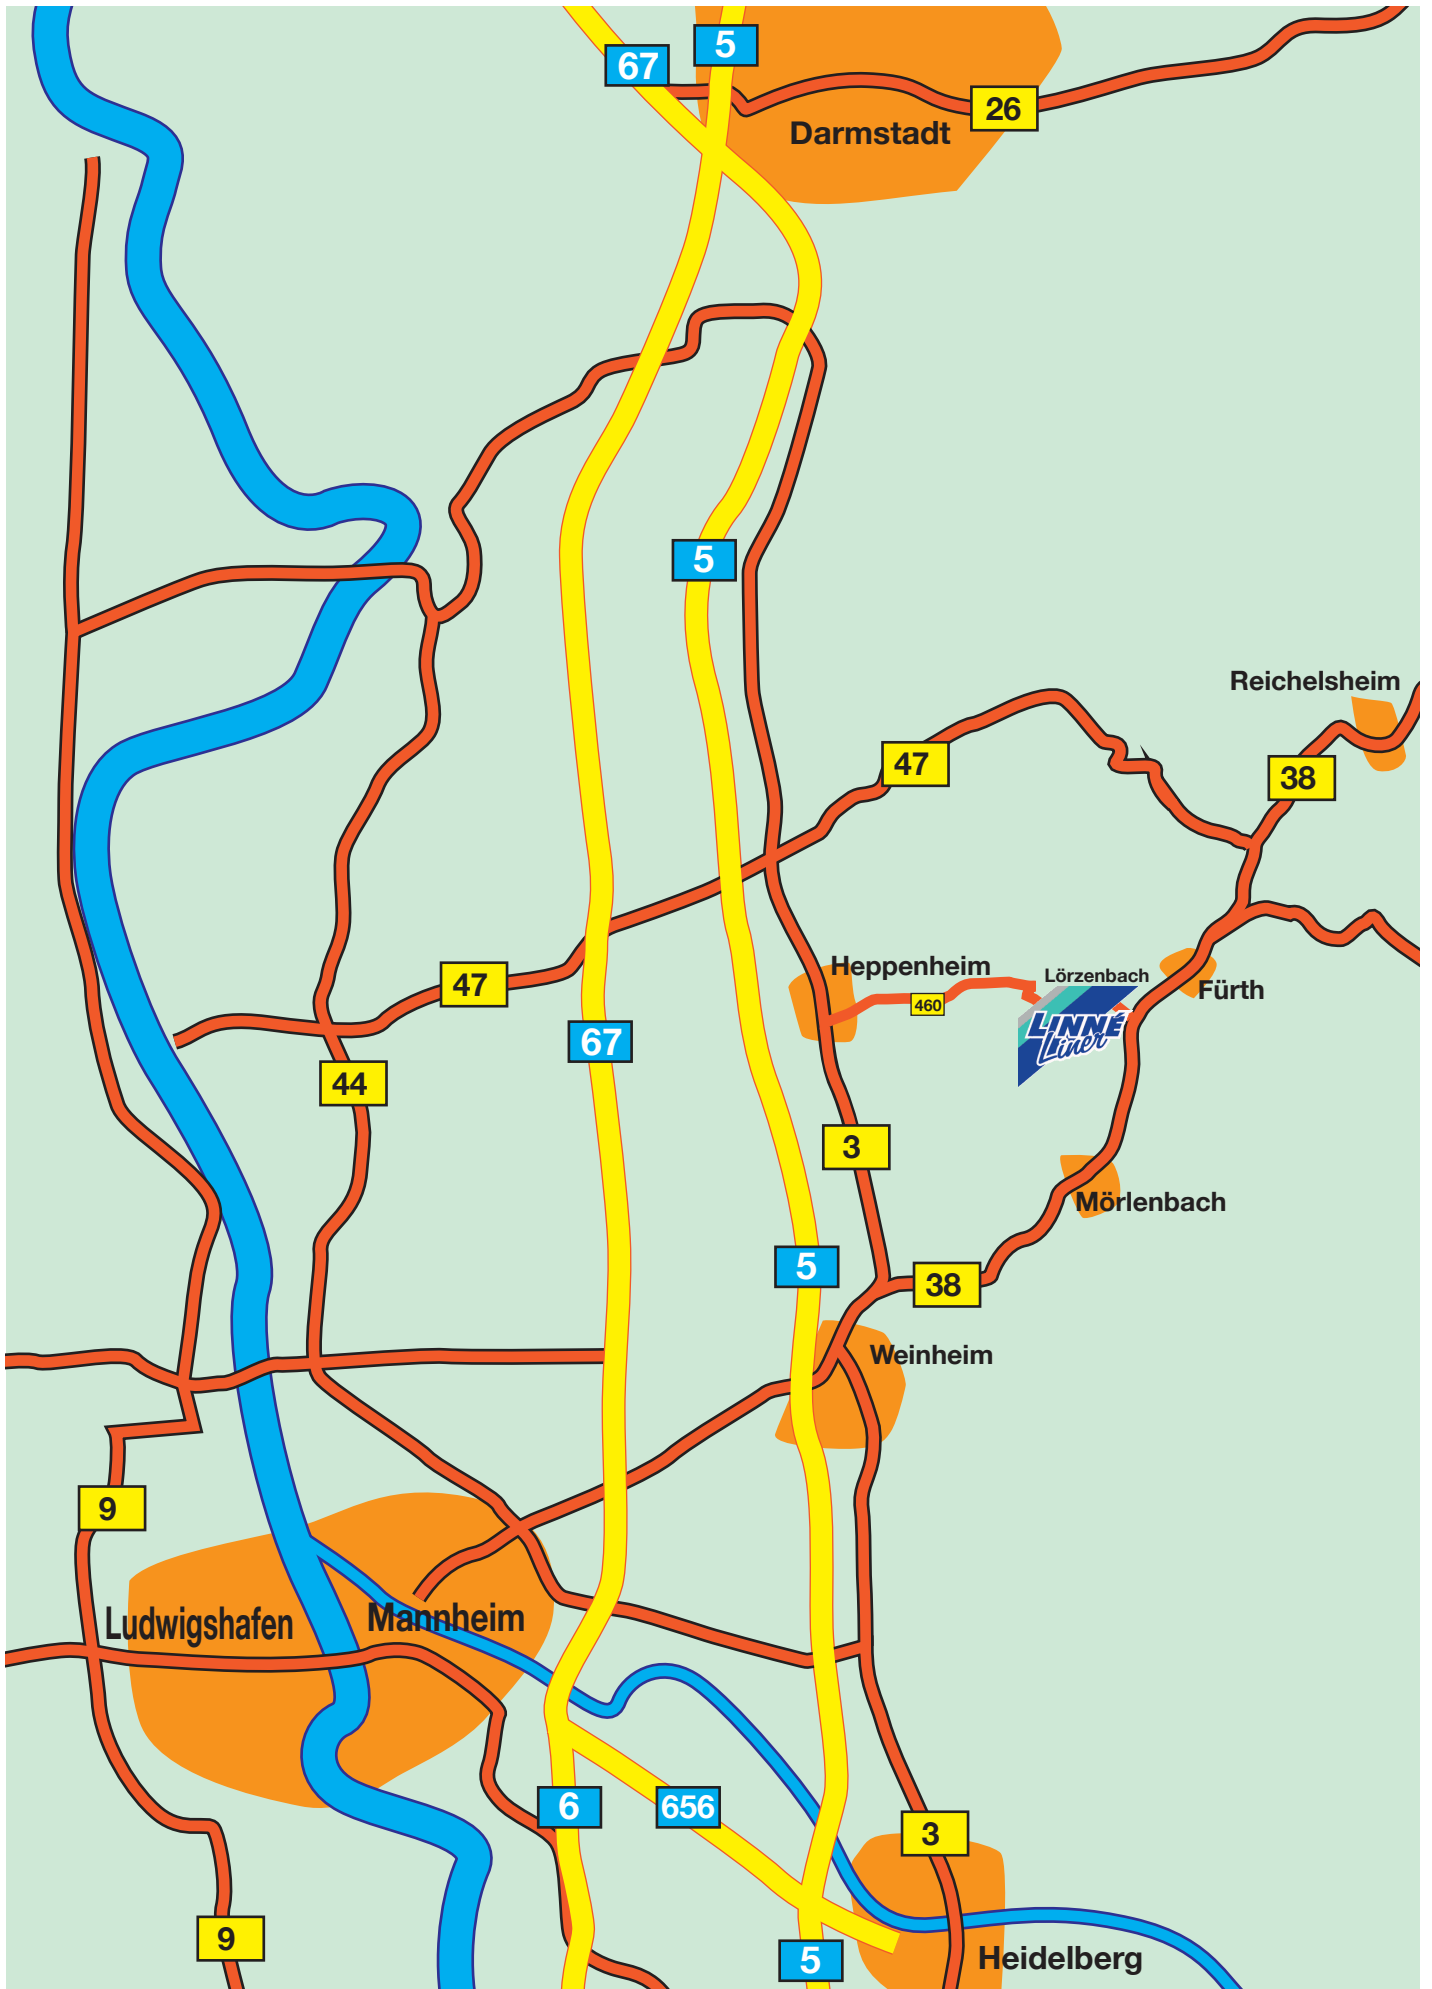 5
67
26
Darmstadt
5
Reichelsheim
47
38
Heppenheim
Lörzenbach
47
460
Fürth
LINNÉ
Liner
67
44
3
Mörlenbach
5
38
Weinheim
9
Ludwigshafen
Mannheim
6
656
3
9
5
Heidelberg